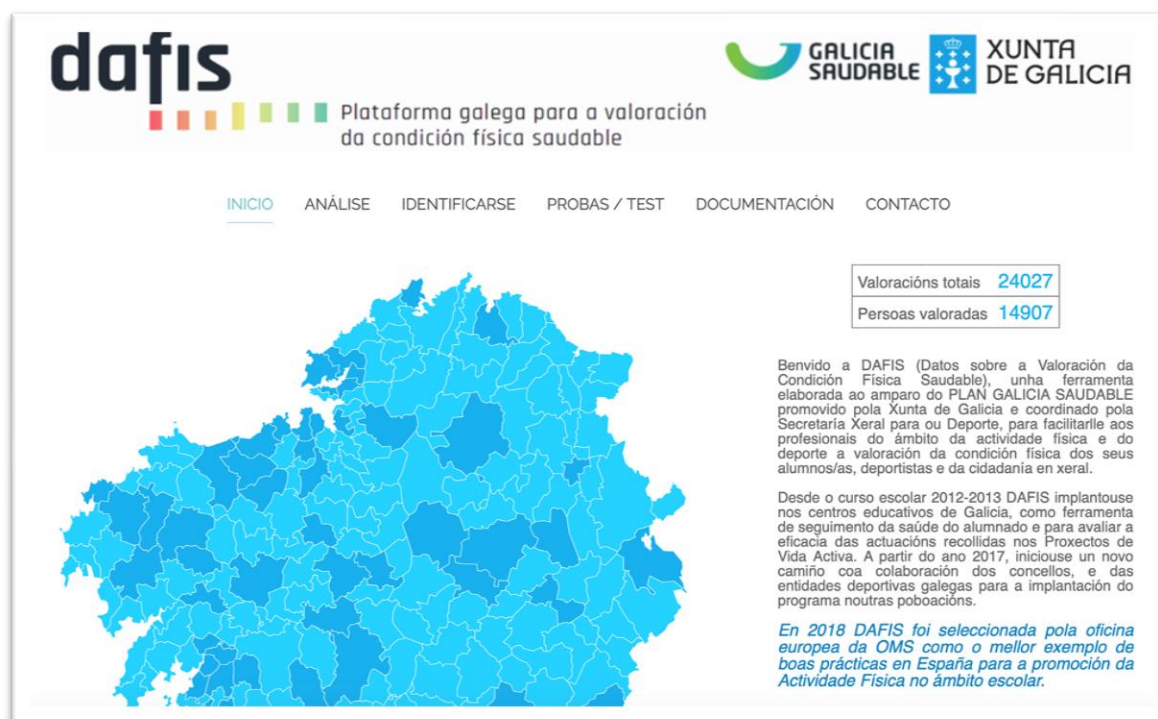 dafis
Plataforma galega para a valoración
da condición física saudable
GALICIA
SAUDABLE
XUNTA
DE GALICIA
INICIO ANÁLISE IDENTIFICARSE PROBAS / TEST DOCUMENTACIÓN CONTACTO
Valoracións totais 24027
Persoas valoradas 14907
Benvido a DAFIS (Datos sobre a Valoración da
Condición Física Saudable), unha ferramenta
elaborada ao amparo do PLAN GALICIA SAUDABLE
promovido pola Xunta de Galicia e coordinado pola
Secretaría Xeral para ou Deporte, para facilitarlle aos
profesionais do ámbito da actividade física e do
deporte a valoración da condición física dos seus
alumnos/as, deportistas e da cidadanía en xeral.
Desde o curso escolar 2012-2013 DAFIS implantouse
nos centros educativos de Galicia, como ferramenta
de seguimento da saúde do alumnado e para avaliar a
eficacia das actuacións recollidas nos Proxectos de
Vida Activa. A partir do ano 2017, iniciouse un novo
camiño coa colaboración dos concellos, e das
entidades deportivas galegas para a implantación do
programa noutras poboacións.
En 2018 DAFIS foi seleccionada pola oficina
europea da OMS como o mellor exemplo de
boas prácticas en España para a promoción da
Actividade Física no ámbito escolar.